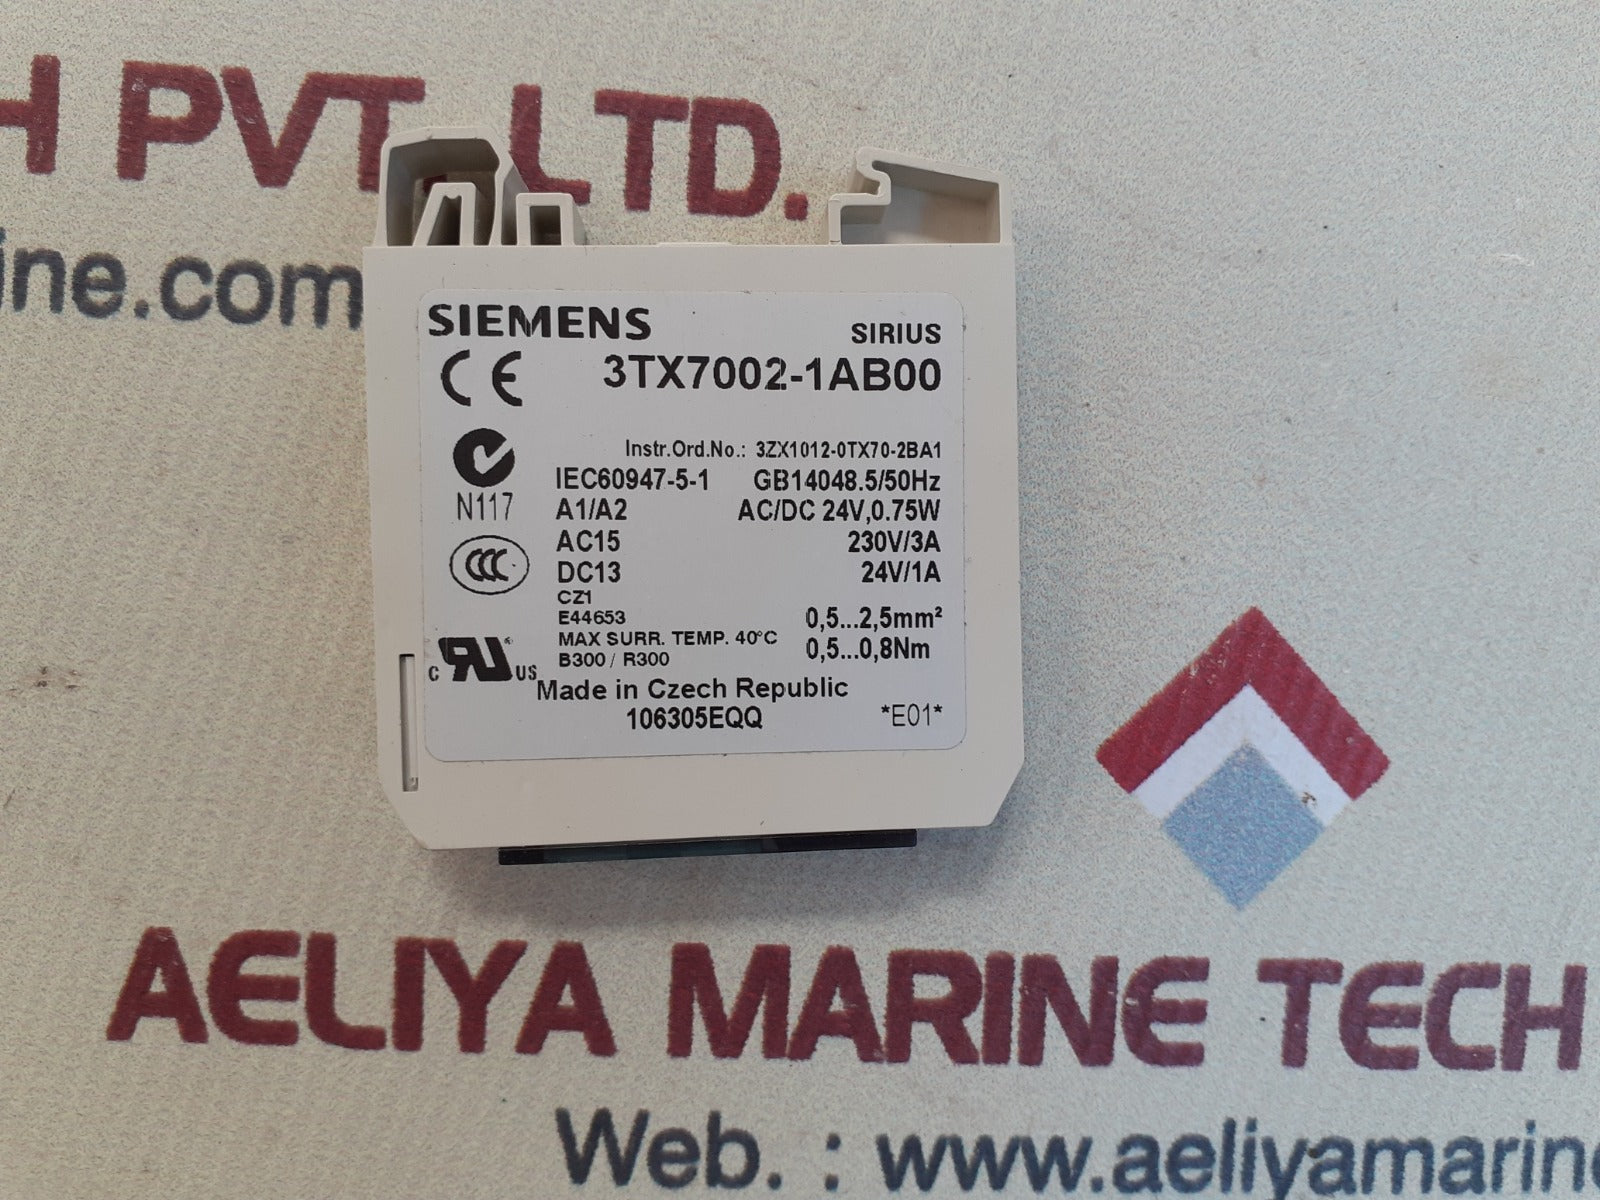 H PVT. LTD.
ine.com
SIEMENS
SIRIUS
CE
3TX7002-1AB00
Instr.Ord.No.: 3ZX1012-0TX70-2BA1
IEC60947-5-1 GB14048.5/50Hz
N117
A1/A2 AC/DC 24V,0.75W
AC15 230V/3A
CCC
DC13 24V/1A
CZ1
E44653 0,5...2,5mm²
MAX SURR. TEMP. 40°C
B300 / R300 0,5...0,8Nm
c RU US
Made in Czech Republic
106305EQQ *E01*
AELIYA MARINE TECH
Web. : www.aeliyamarine